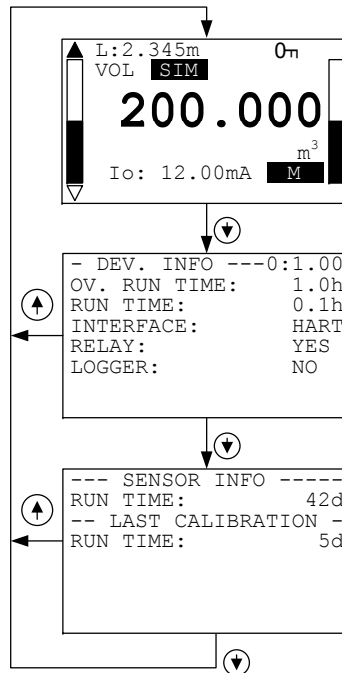 L:2.345m
VOL SIM
200.000
m³
Io: 12.00mA M
- DEV. INFO ---0:1.00
OV. RUN TIME: 1.0h
RUN TIME: 0.1h
INTERFACE: HART
RELAY: YES
LOGGER: NO
--- SENSOR INFO -----
RUN TIME: 42d
-- LAST CALIBRATION -
RUN TIME: 5d